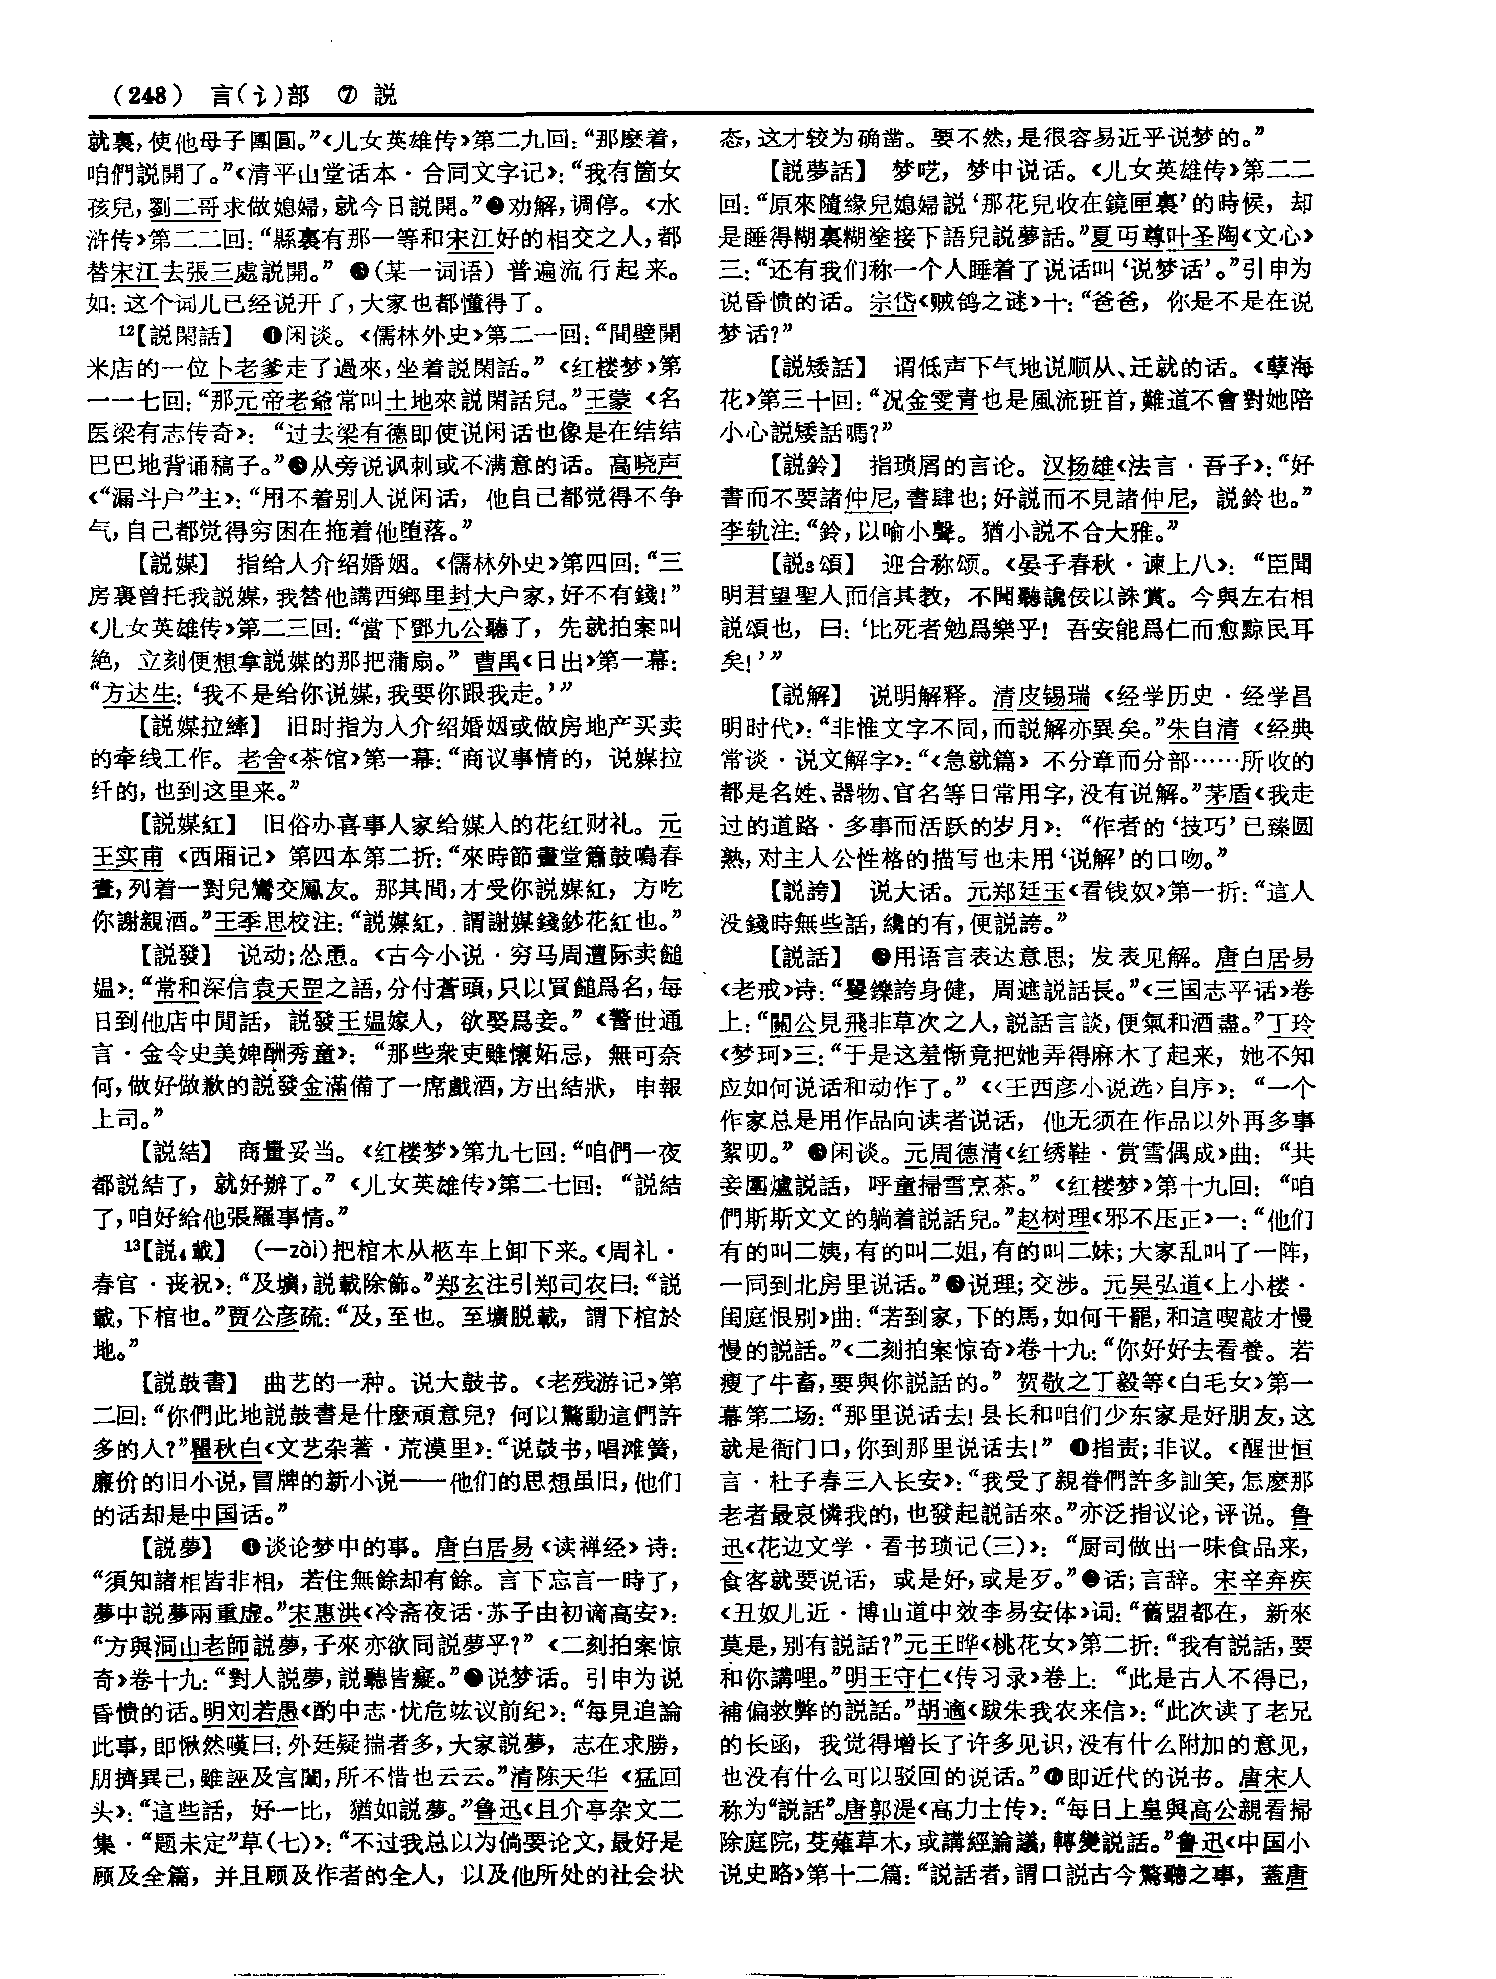 (248) 言(讠)部 ⑦ 説
就裏,使他母子團圓。”《儿女英雄传》第二九回:“那麼着,
咱們説開了。”《清平山堂话本·合同文字记》:“我有箇女
孩兒,劉二哥求做媳婦,就今日説開。”❷劝解,调停。《水
浒传》第二二回:“縣裏有那一等和宋江好的相交之人,都
替宋江去張三處説開。” ❸(某一词语) 普遍流行起来。
如: 这个词儿已经说开了,大家也都懂得了。
12【説閑話】 ❶闲谈。《儒林外史》第二一回:“間壁開
米店的一位卜老爹走了過來,坐着説閑話。” 《红楼梦》第
一一七回:“那元帝老爺常叫土地來説閑話兒。”王蒙《名
医梁有志传奇》: “过去梁有德即使说闲话也像是在结结
巴巴地背诵稿子。”❷从旁说讽刺或不满意的话。高晓声
《“漏斗户”主》:“用不着别人说闲话, 他自己都觉得不争
气,自己都觉得穷困在拖着他堕落。”
【説媒】 指给人介绍婚姻。《儒林外史》第四回:“三
房裏曾托我説媒,我替他講西鄉里封大户家,好不有錢!”
《儿女英雄传》第二三回:“當下鄧九公聽了, 先就拍案叫
絶, 立刻便想拿説媒的那把蒲扇。” 曹禺《日出》第一幕:
“方达生: ‘我不是给你说媒,我要你跟我走。’”
【説媒拉縴】 旧时指为人介绍婚姻或做房地产买卖
的牵线工作。老舍《茶馆》第一幕:“商议事情的, 说媒拉
纤的,也到这里来。”
【説媒紅】 旧俗办喜事人家给媒人的花红财礼。元
王实甫《西厢记》第四本第二折:“來時節畫堂簫鼓鳴春
晝,列着一對兒鸞交鳳友。那其間,才受你説媒紅, 方吃
你謝親酒。”王季思校注:“説媒紅, 謂謝媒錢鈔花紅也。”
【説發】 说动;怂恿。《古今小说·穷马周遭际卖䭔
媪》:“常和深信袁天罡之語,分付蒼頭,只以買䭔爲名,每
日到他店中閒話, 説發王媪嫁人, 欲娶爲妾。”《警世通
言·金令史美婢酬秀童》: “那些衆吏雖懷妬忌, 無可奈
何,做好做歉的説發金滿備了一席戲酒,方出結狀, 申報
上司。”
【説結】 商量妥当。《红楼梦》第九七回:“咱們一夜
都説結了, 就好辦了。”《儿女英雄传》第二七回: “説結
了,咱好給他張羅事情。”
13【説4載】 (—zài)把棺木从柩车上卸下来。《周礼·
春官·丧祝》:“及壙,説載除飾。”郑玄注引郑司农曰:“説
載,下棺也。”贾公彦疏:“及,至也。至壙脱載, 謂下棺於
地。”
【説鼓書】 曲艺的一种。说大鼓书。《老残游记》第
二回:“你們此地説鼓書是什麼頑意兒? 何以驚動這們許
多的人?”瞿秋白《文艺杂著·荒漠里》:“说鼓书,唱滩簧,
廉价的旧小说,冒牌的新小说——他们的思想虽旧,他们
的话却是中国话。”
【説夢】 ❶谈论梦中的事。唐白居易《读禅经》诗:
“須知諸相皆非相, 若住無餘却有餘。言下忘言一時了,
夢中説夢兩重虚。”宋惠洪《冷斋夜话·苏子由初谪高安》:
“方與洞山老師説夢,子來亦欲同説夢乎?” 《二刻拍案惊
奇》卷十九:“對人説夢,説聽皆癡。”❷说梦话。引申为说
昏愦的话。明刘若愚《酌中志·忧危竑议前纪》:“每見追論
此事,即愀然嘆曰:外廷疑揣者多,大家説夢, 志在求勝,
朋擠異己,雖誣及宫闈,所不惜也云云。”清陈天华《猛回
头》:“這些話, 好一比, 猶如説夢。”鲁迅《且介亭杂文二
集·“题未定”草(七)》:“不过我总以为倘要论文,最好是
顾及全篇, 并且顾及作者的全人, 以及他所处的社会状
态,这才较为确凿。要不然,是很容易近乎说梦的。”
【説夢話】 梦呓, 梦中说话。《儿女英雄传》第二二
回:“原來隨緣兒媳婦説‘那花兒收在鏡匣裏’的時候, 却
是睡得糊裏糊塗接下語兒説夢話。”夏丏尊叶圣陶《文心》
三:“还有我们称一个人睡着了说话叫‘说梦话’。”引申为
说昏愦的话。宗岱《贼鸽之谜》十:“爸爸, 你是不是在说
梦话?”
【説矮話】 谓低声下气地说顺从、迁就的话。《孽海
花》第三十回:“况金雯青也是風流班首,難道不會對她陪
小心説矮話嗎?”
【説鈴】 指琐屑的言论。汉扬雄《法言·吾子》:“好
書而不要諸仲尼,書肆也;好説而不見諸仲尼, 説鈴也。”
李轨注:“鈴,以喻小聲。猶小説不合大雅。”
【説3頌】 迎合称颂。《晏子春秋·谏上八》: “臣聞
明君望聖人而信其教, 不聞聽讒佞以誅賞。今與左右相
説頌也, 曰: ‘比死者勉爲樂乎! 吾安能爲仁而愈黥民耳
矣!’”
【説解】 说明解释。清皮锡瑞《经学历史·经学昌
明时代》:“非惟文字不同,而説解亦異矣。”朱自清《经典
常谈·说文解字》:“《急就篇》不分章而分部……所收的
都是名姓、器物、官名等日常用字,没有说解。”茅盾《我走
过的道路·多事而活跃的岁月》: “作者的‘技巧’已臻圆
熟,对主人公性格的描写也未用‘说解’的口吻。”
【説誇】 说大话。元郑廷玉《看钱奴》第一折:“這人
没錢時無些話,纔的有,便説誇。”
【説話】 ❶用语言表达意思; 发表见解。唐白居易
《老戒》诗:“矍鑠誇身健, 周遮説話長。”《三国志平话》卷
上:“關公見飛非草次之人,説話言談,便氣和酒盡。”丁玲
《梦珂》三:“于是这羞惭竟把她弄得麻木了起来, 她不知
应如何说话和动作了。” 《〈王西彦小说选〉自序》: “一个
作家总是用作品向读者说话, 他无须在作品以外再多事
絮叨。” ❷闲谈。元周德清《红绣鞋·赏雪偶成》曲: “共
妾圍爐説話, 呼童掃雪烹茶。” 《红楼梦》第十九回: “咱
們斯斯文文的躺着説話兒。”赵树理《邪不压正》一:“他们
有的叫二姨,有的叫二姐,有的叫二妹;大家乱叫了一阵,
一同到北房里说话。”❸说理; 交涉。元吴弘道《上小楼·
闺庭恨别》曲:“若到家,下的馬,如何干罷,和這喫敲才慢
慢的説話。”《二刻拍案惊奇》卷十九:“你好好去看養。若
瘦了牛畜,要與你説話的。” 贺敬之丁毅等《白毛女》第一
幕第二场:“那里说话去!县长和咱们少东家是好朋友,这
就是衙门口,你到那里说话去!” ❹指责;非议。《醒世恒
言·杜子春三入长安》:“我受了親眷們許多訕笑,怎麽那
老者最哀憐我的,也發起説話來。”亦泛指议论,评说。鲁
迅《花边文学·看书琐记(三)》: “厨司做出一味食品来,
食客就要说话, 或是好,或是歹。”❺话;言辞。宋辛弃疾
《丑奴儿近·博山道中效李易安体》词:“舊盟都在, 新來
莫是,别有説話?”元王晔《桃花女》第二折:“我有説話,要
和你講哩。”明王守仁《传习录》卷上: “此是古人不得已,
補偏救弊的説話。”胡適《跋朱我农来信》:“此次读了老兄
的长函, 我觉得增长了许多见识,没有什么附加的意见,
也没有什么可以驳回的说话。”❻即近代的说书。唐宋人
称为“説話”。唐郭湜《高力士传》:“每日上皇與高公親看掃
除庭院,芟薙草木,或講經論議,轉變説話。”鲁迅《中国小
说史略》第十二篇:“説話者,謂口説古今驚聽之事, 蓋唐